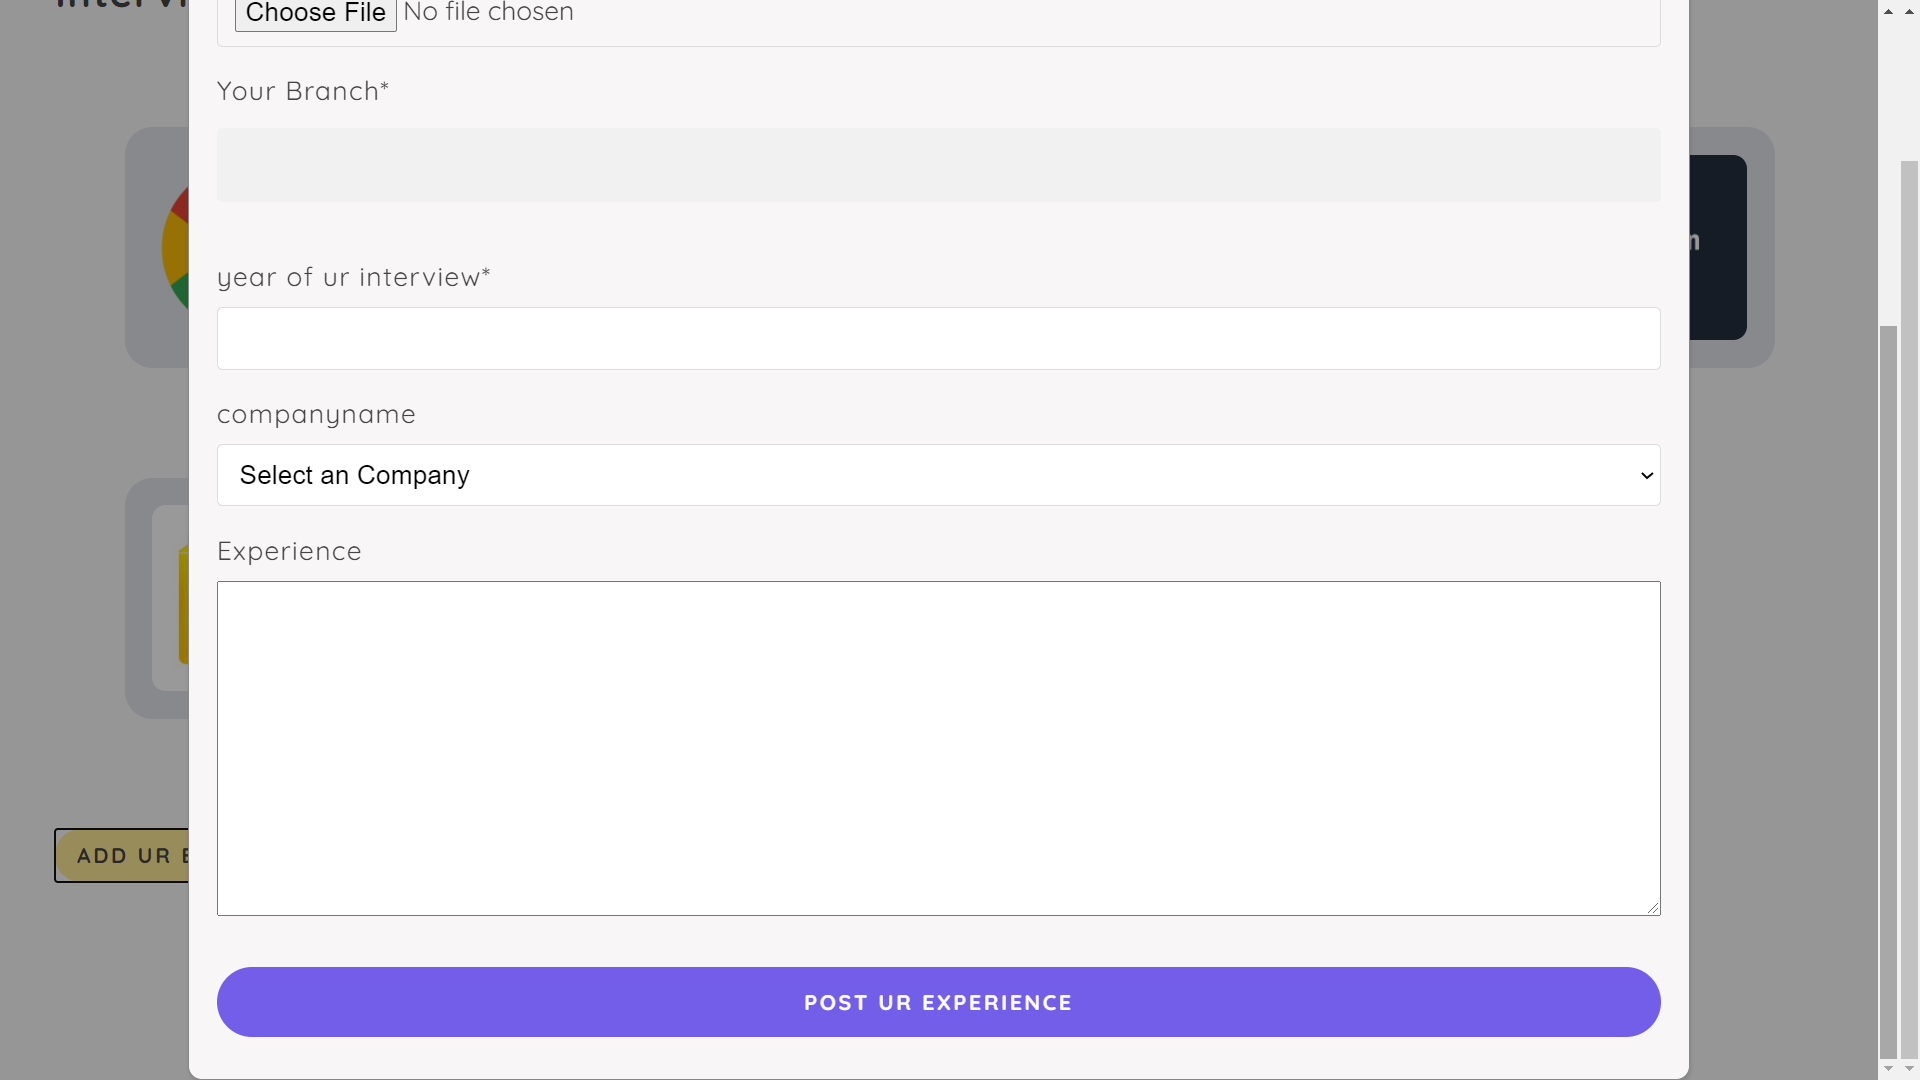 Choose File No file chosen
Your Branch*
year of ur interview*
companyname
Select an Company
Experience
ADD UR
POST UR EXPERIENCE